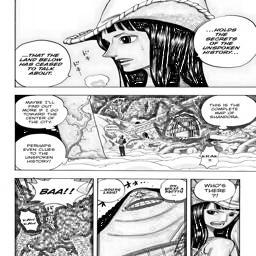 ...HOLDS
THE
SECRETS
OF THE
UNSPOKEN
HISTORY...
...THAT THE
LAND BELOW
HAS CEASED
TO TALK
ABOUT.
MAYBE I'LL
FIND OUT
MORE IF I GO
TOWARD THE
CENTER OF
THE CITY.
THIS IS THE
COMPLETE
MAP OF
SHANDORA.
PERHAPS
EVEN CLUES
TO THE
UNSPOKEN
HISTORY!
BAA!!
WHO'S
THERE
?!